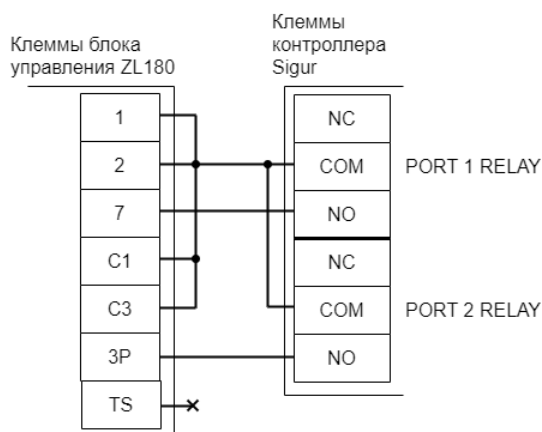 Клеммы блока
управления ZL180
Клеммы
контроллера
Sigur
1
2
7
C1
C3
3P
TS
NC
COM
NO
NC
COM
NO
PORT 1 RELAY
PORT 2 RELAY